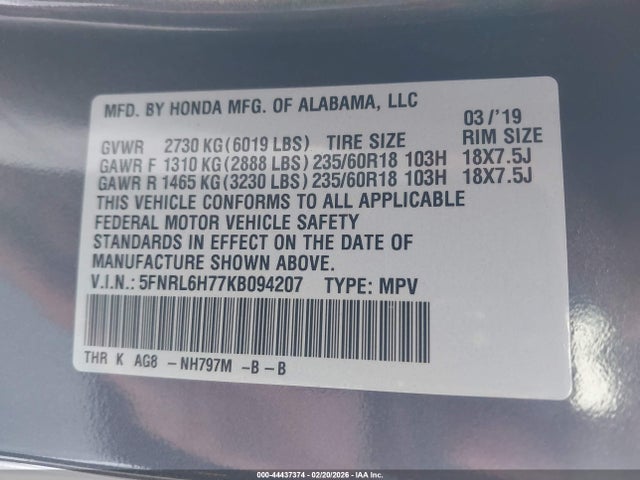 MFD. BY HONDA MFG. OF ALABAMA, LLC
03 /'19
GVWR 2730 KG (6019 LBS) TIRE SIZE RIM SIZE
GAWR F 1310 KG (2888 LBS) 235/60R18 103H 18X7.5J
GAWR R 1465 KG (3230 LBS) 235/60R18 103H 18X7.5J
THIS VEHICLE CONFORMS TO ALL APPLICABLE
FEDERAL MOTOR VEHICLE SAFETY
STANDARDS IN EFFECT ON THE DATE OF
MANUFACTURE SHOWN ABOVE.
V.I.N.: 5FNRL6H77KB094207 TYPE: MPV
THR K AG8 -NH797M -B-B
000-44437374 - 02/20/2026 - IAA Inc.